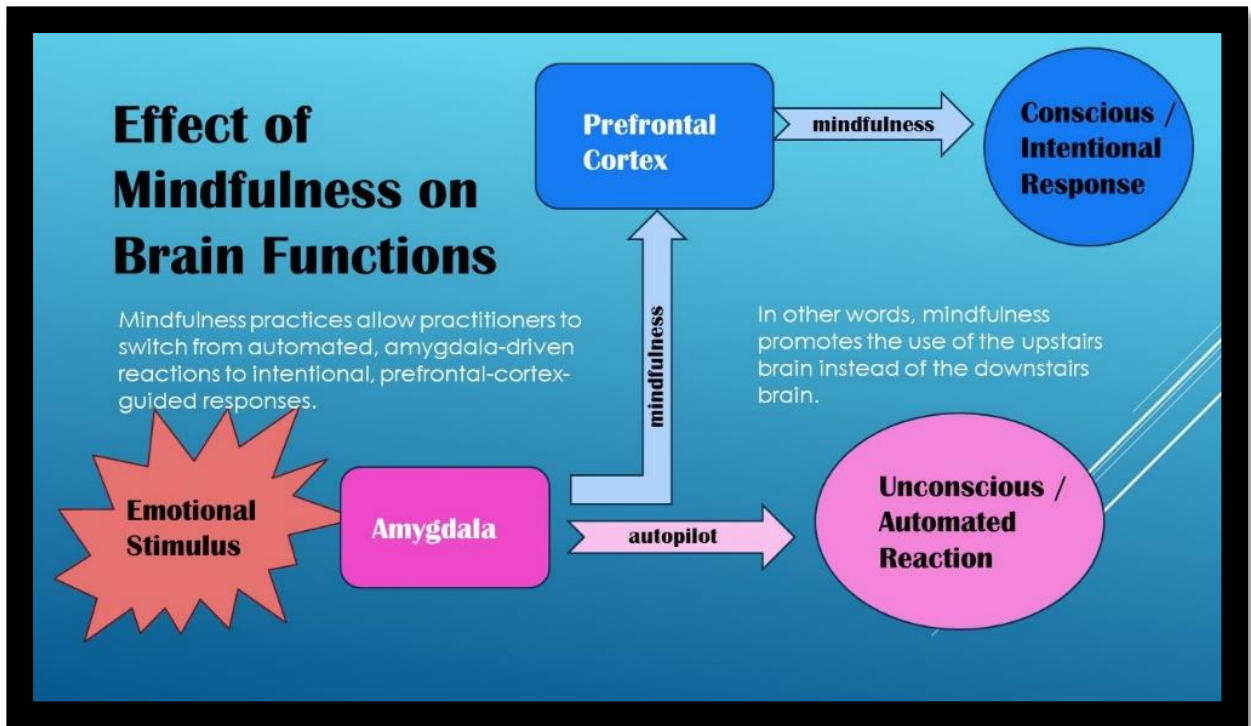 Effect of
Mindfulness on
Brain Functions
Mindfulness practices allow practitioners to
switch from automated, amygdala-driven
reactions to intentional, prefrontal-cortex-
guided responses.
Prefrontal
Cortex
mindfulness
Conscious /
Intentional
Response
mindfulness
In other words, mindfulness
promotes the use of the upstairs
brain instead of the downstairs
brain.
Emotional
Stimulus
Amygdala
autopilot
Unconscious /
Automated
Reaction